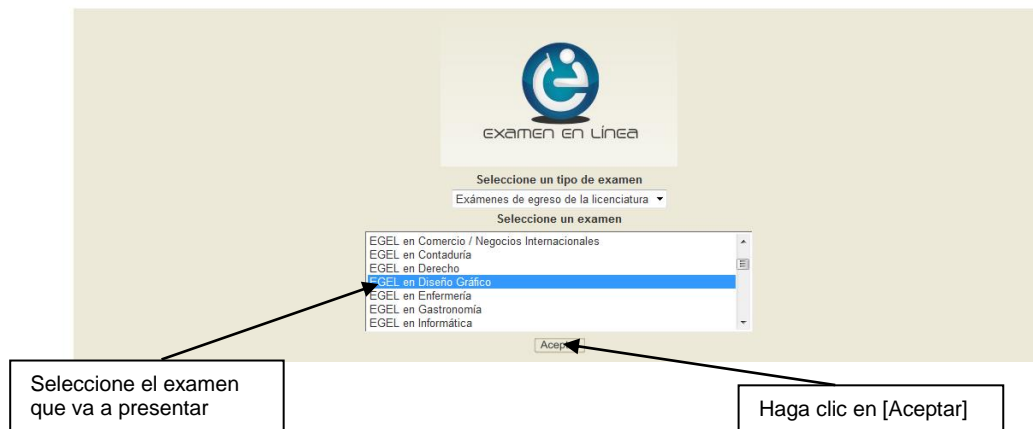 examen en Línea
Seleccione un tipo de examen
Exámenes de egreso de la licenciatura
Seleccione un examen
EGEL en Comercio / Negocios Internacionales
EGEL en Contaduría
EGEL en Derecho
EGEL en Diseño Gráfico
EGEL en Enfermería
EGEL en Gastronomía
EGEL en Informática
Seleccione el examen
que va a presentar
Haga clic en [Aceptar]